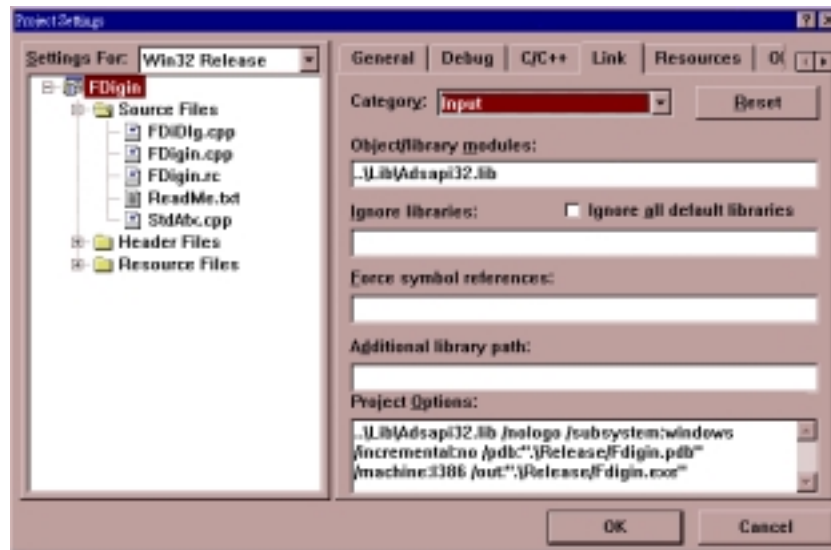 Project Settings
Settings For: Win32 Release
FDigin
Source Files
FDiDlg.cpp
FDigin.cpp
FDigin.rc
ReadMe.txt
StdAfx.cpp
Header Files
Resource Files
General Debug C/C++ Link Resources
Category: Input Reset
Object/library modules:
..\Lib\Adsapi32.lib
Ignore libraries: Ignore all default libraries
Force symbol references:
Additional library path:
Project Options:
..\Lib\Adsapi32.lib /nologo /subsystem:windows
/incremental:no /pdb:".\Release/Fdigin.pdb"
/machine:I386 /out:".\Release/Fdigin.exe"
OK Cancel